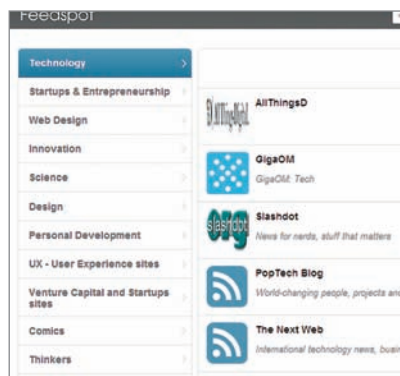 Feedspot
Technology
Startups & Entrepreneurship
Web Design
Innovation
Science
Design
Personal Development
UX - User Experience sites
Venture Capital and Startups
sites
Comics
Thinkers
AllThingsD
AllThingsDigital
GigaOM
GigaOM: Tech
slashdot
Slashdot
News for nerds, stuff that matters
PopTech Blog
World-changing people, projects and
The Next Web
International technology news, busi